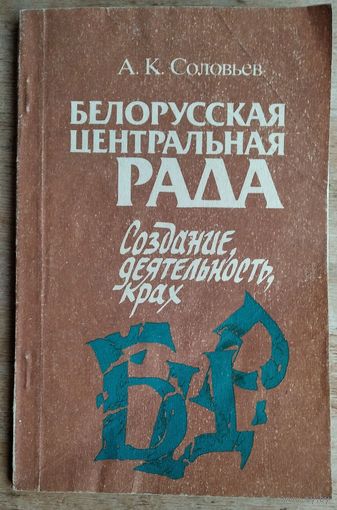 А. К. Соловьев
БЕЛОРУССКАЯ
ЦЕНТРАЛЬНАЯ
РАДА
Создание,
деятельность,
крах
БЦР